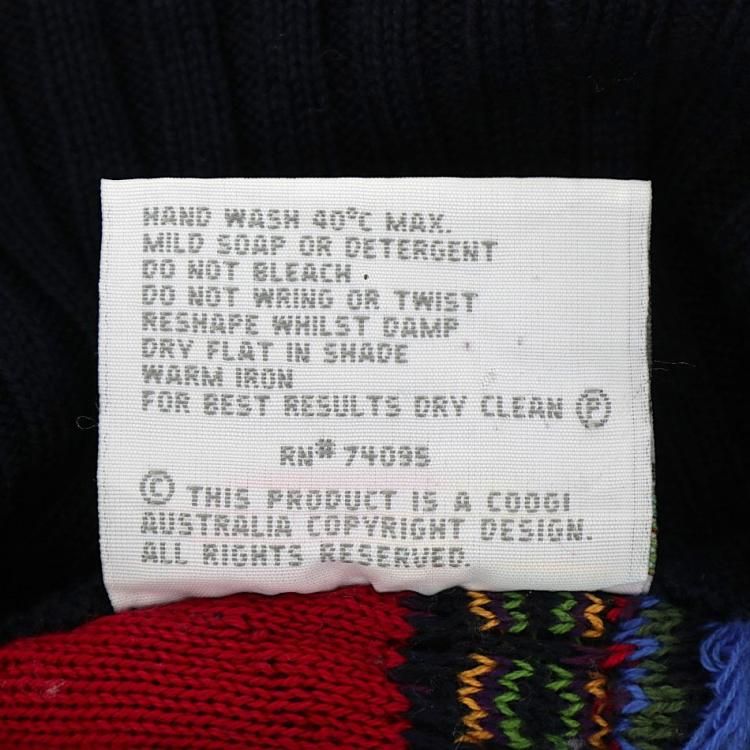 HAND WASH 40°C MAX.
MILD SOAP OR DETERGENT
DO NOT BLEACH
DO NOT WRING OR TWIST
RESHAPE WHILST DAMP
DRY FLAT IN SHADE
WARM IRON
FOR BEST RESULTS DRY CLEAN Ⓟ
RN# 74095
© THIS PRODUCT IS A COOGI
AUSTRALIA COPYRIGHT DESIGN.
ALL RIGHTS RESERVED.